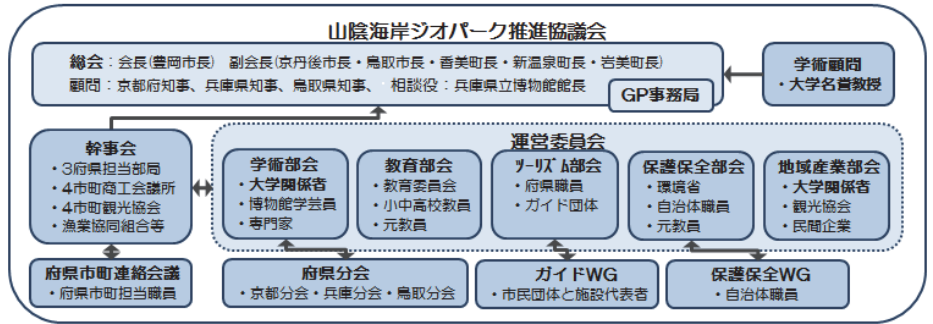 山陰海岸ジオパーク推進協議会
総会：会長(豊岡市長)　副会長(京丹後市長・鳥取市長・香美町長・新温泉町長・岩美町長)
顧問：京都府知事、兵庫県知事、鳥取県知事、・相談役：兵庫県立博物館館長
GP事務局
学術顧問
・大学名誉教授
幹事会
・3府県担当部局
・4市町商工会議所
・4市町観光協会
・漁業協同組合等
運営委員会
学術部会
・大学関係者
・博物館学芸員
・専門家
教育部会
・教育委員会
・小中高校教員
・元教員
ﾂｰﾘｽﾞﾑ部会
・府県職員
・ガイド団体
保護保全部会
・環境省
・自治体職員
・元教員
地域産業部会
・大学関係者
・観光協会
・民間企業
府県市町連絡会議
・府県市町担当職員
府県分会
・京都分会・兵庫分会・鳥取分会
ガイドWG
・市民団体と施設代表者
保護保全WG
・自治体職員